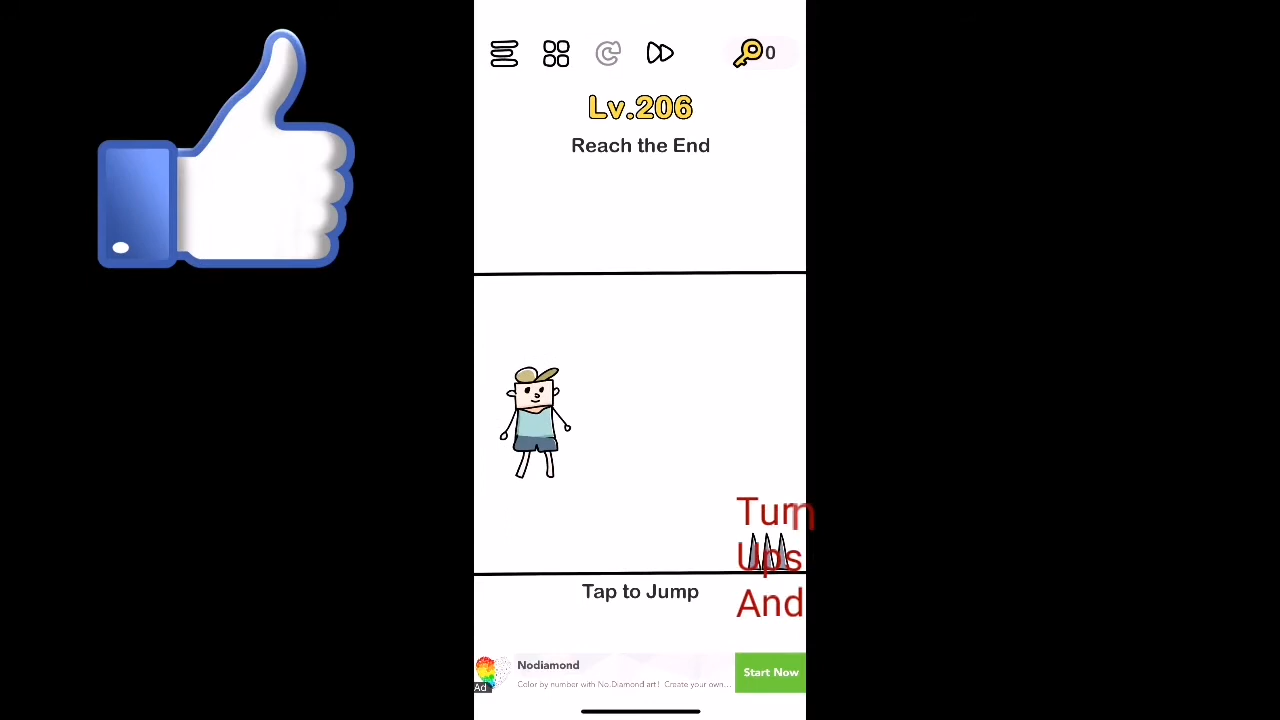 0
Lv.206
Reach the End
Turn
Ups
And
Tap to Jump
Nodiamond
Color by number with No.Diamond art! Create your own...
Ad
Start Now